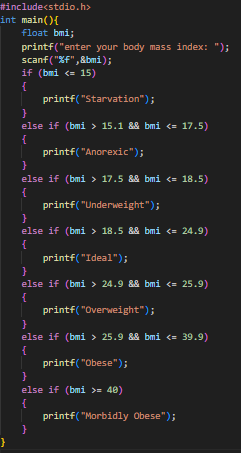 #include<stdio.h>
int main(){
    float bmi;
    printf("enter your body mass index: ");
    scanf("%f",&bmi);
    if (bmi <= 15)
    {
        printf("Starvation");
    }
    else if (bmi > 15.1 && bmi <= 17.5)
    {
        printf("Anorexic");
    }
    else if (bmi > 17.5 && bmi <= 18.5)
    {
        printf("Underweight");
    }
    else if (bmi > 18.5 && bmi <= 24.9)
    {
        printf("Ideal");
    }
    else if (bmi > 24.9 && bmi <= 25.9)
    {
        printf("Overweight");
    }
    else if (bmi > 25.9 && bmi <= 39.9)
    {
        printf("Obese");
    }
    else if (bmi >= 40)
    {
        printf("Morbidly Obese");
    }
}